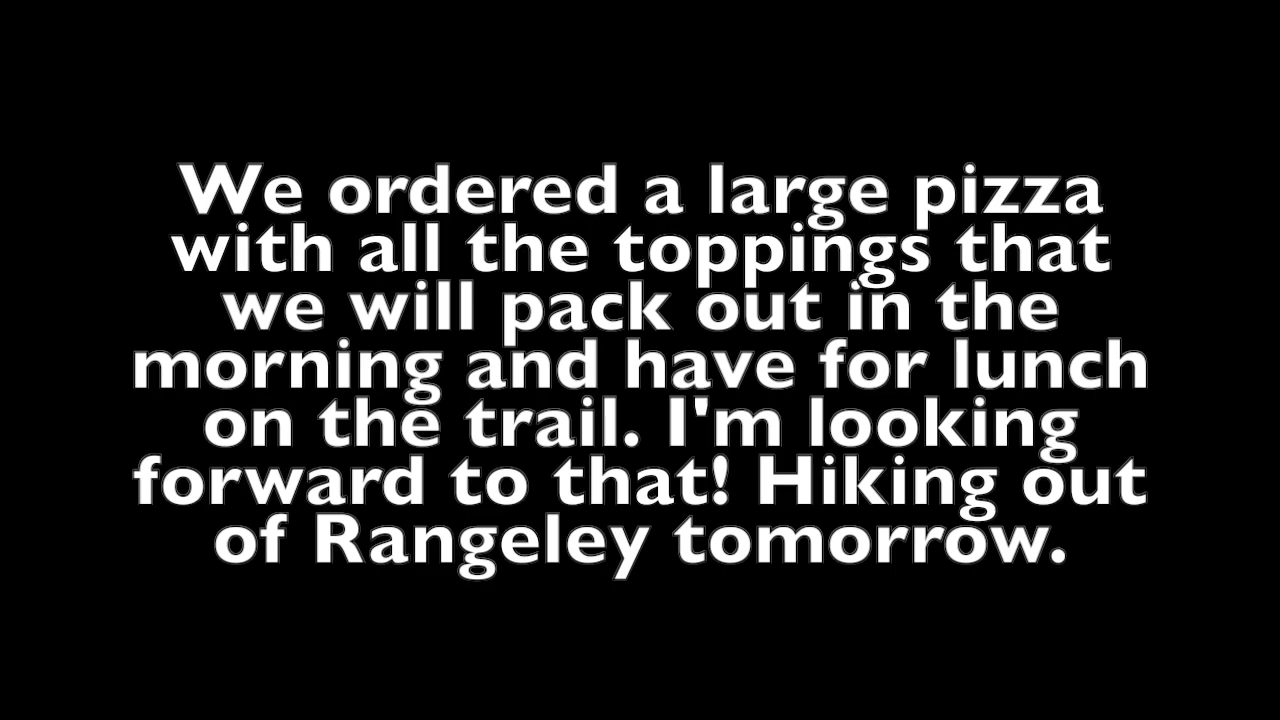 We ordered a large pizza
with all the toppings that
we will pack out in the
morning and have for lunch
on the trail. I'm looking
forward to that! Hiking out
of Rangeley tomorrow.